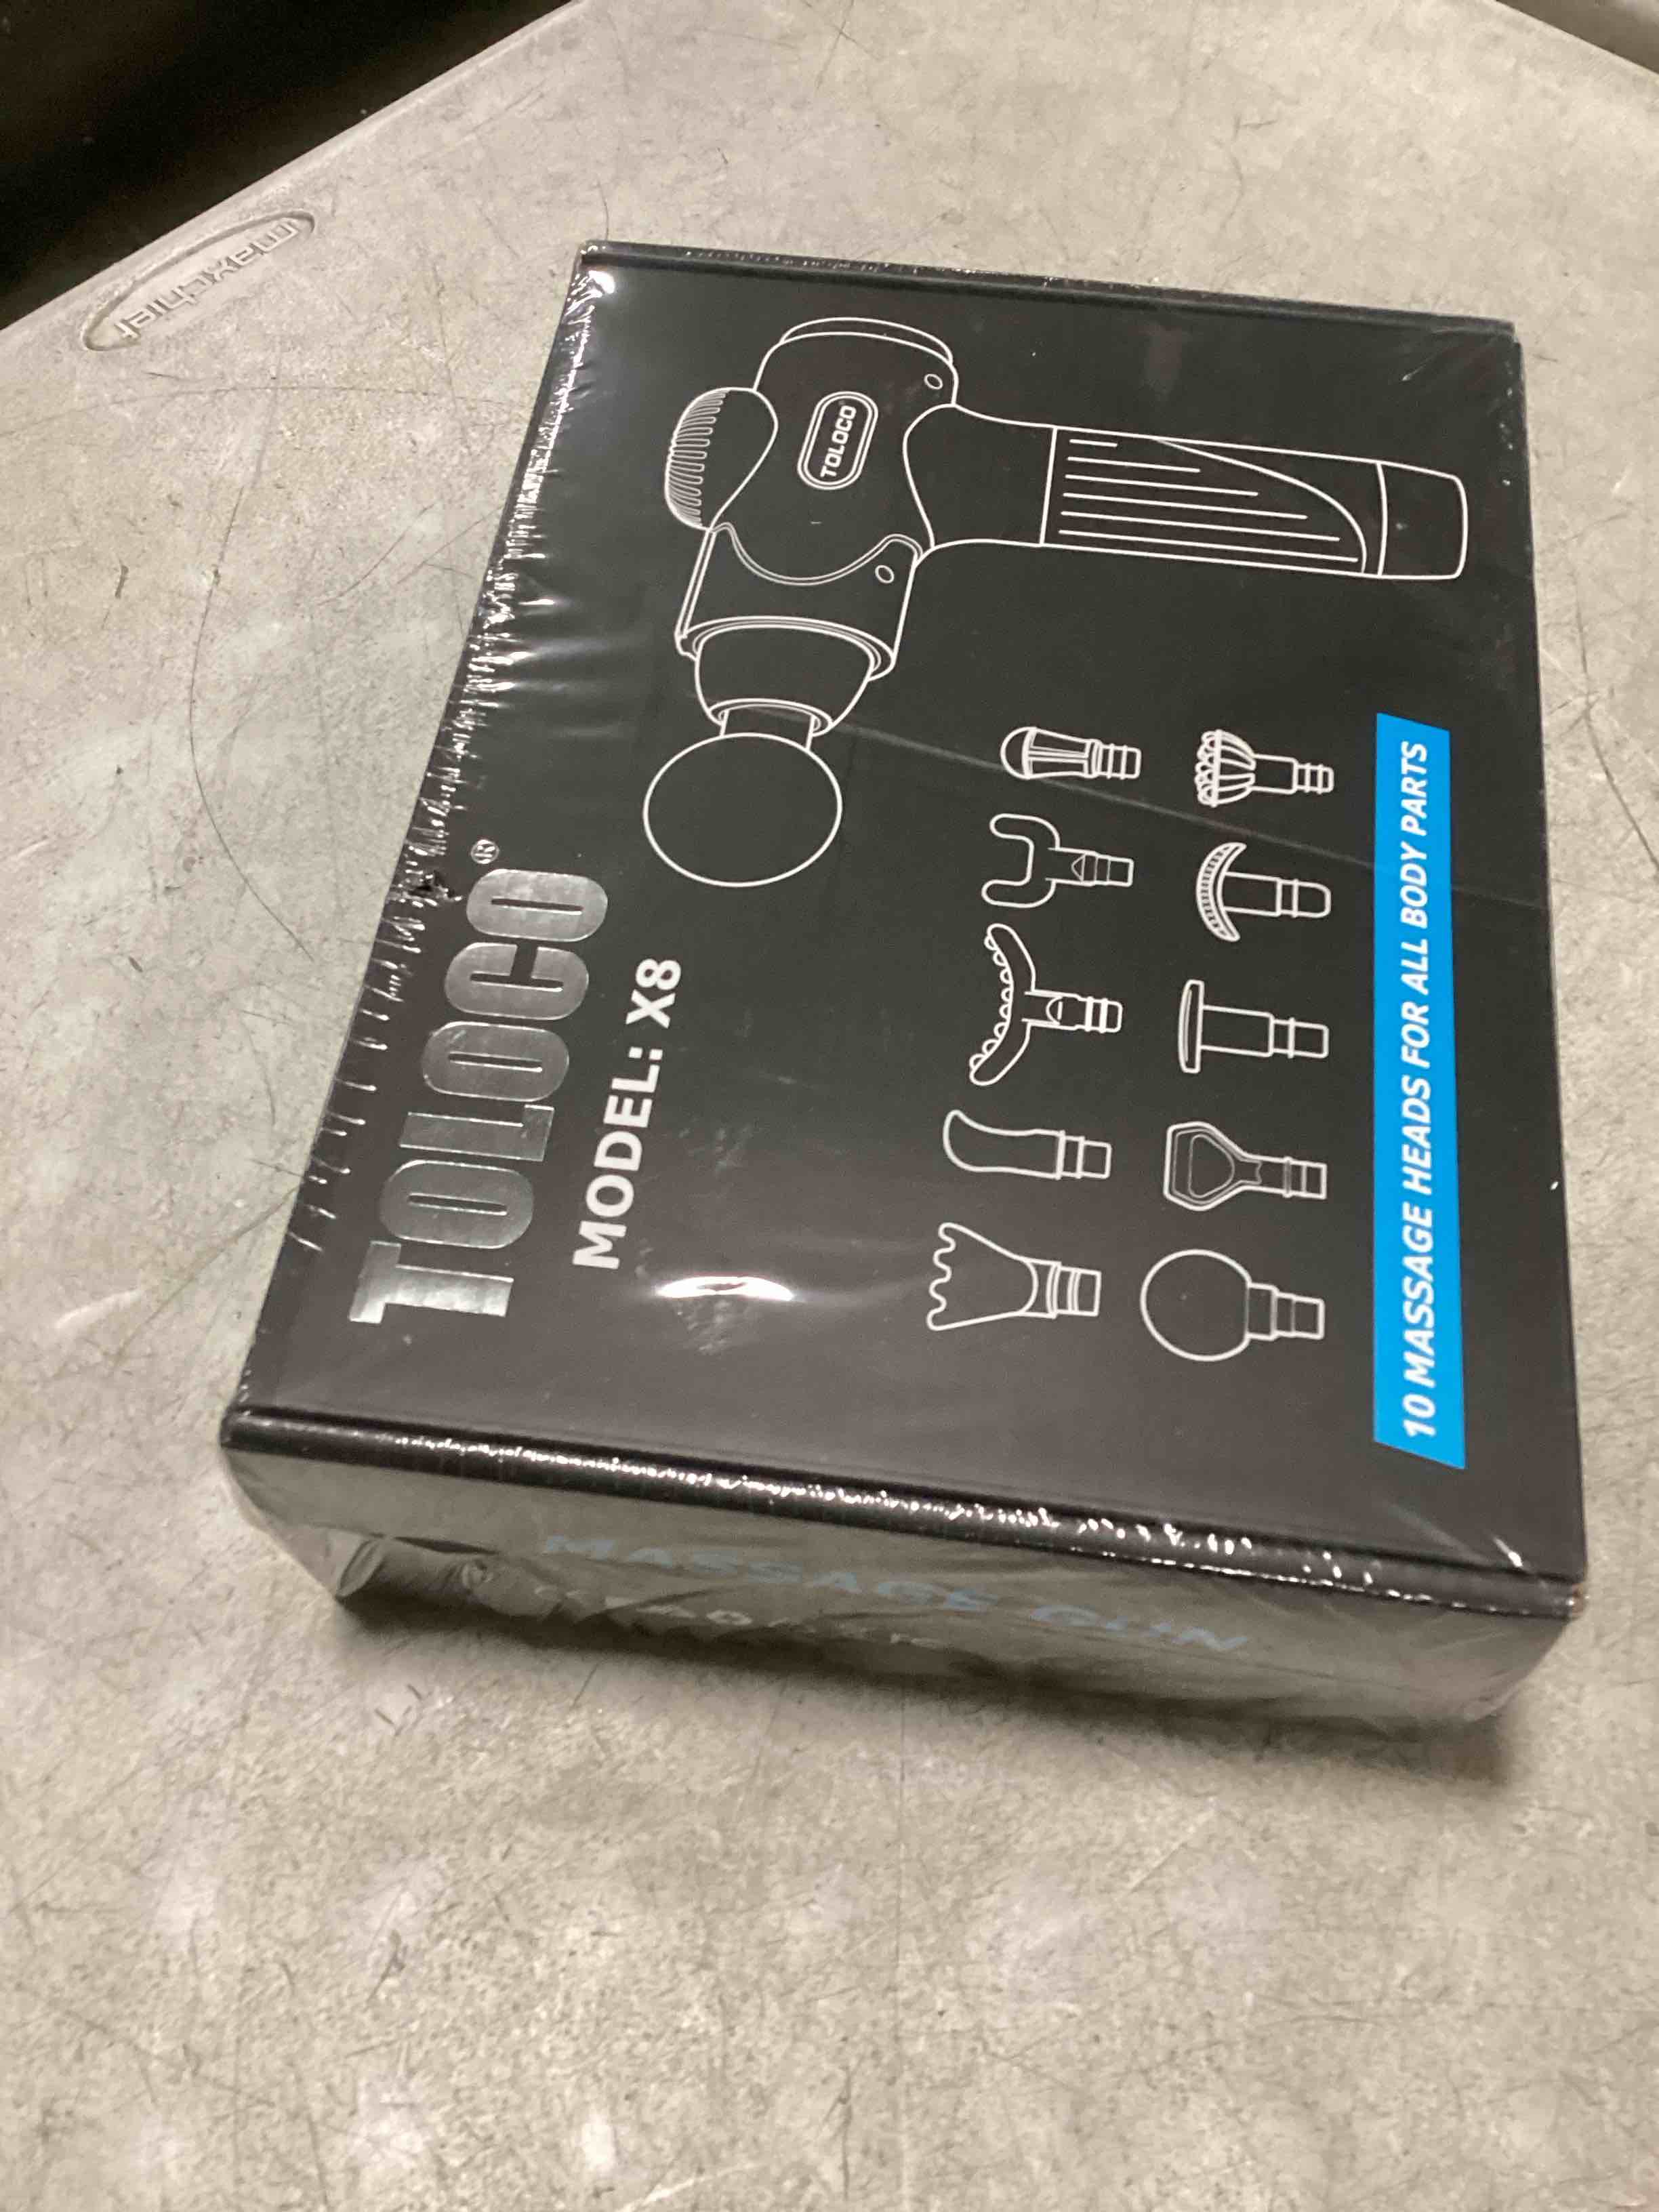 TOLOCO®
MODEL: X8
TOLOCO
10 MASSAGE HEADS FOR ALL BODY PARTS
MASSAGE GUN
maxchief